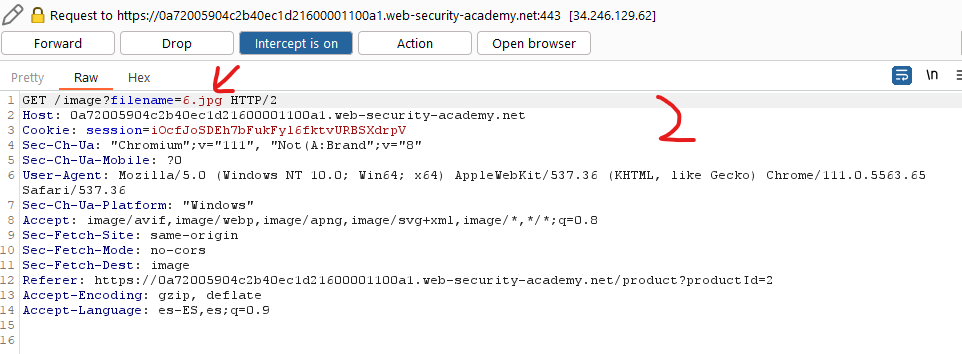 Request to https://0a72005904c2b40ec1d21600001100a1.web-security-academy.net:443 [34.246.129.62]
Forward Drop Intercept is on Action Open browser
Pretty Raw Hex \n
1 GET /image?filename=6.jpg HTTP/2
2 Host: 0a72005904c2b40ec1d21600001100a1.web-security-academy.net
3 Cookie: session=iOcfJoSDEh7bFukFyl6fktvURBSXdrpV
4 Sec-Ch-Ua: "Chromium";v="111", "Not(A:Brand";v="8"
5 Sec-Ch-Ua-Mobile: ?0
6 User-Agent: Mozilla/5.0 (Windows NT 10.0; Win64; x64) AppleWebKit/537.36 (KHTML, like Gecko) Chrome/111.0.5563.65
Safari/537.36
7 Sec-Ch-Ua-Platform: "Windows"
8 Accept: image/avif,image/webp,image/apng,image/svg+xml,image/*,*/*;q=0.8
9 Sec-Fetch-Site: same-origin
10 Sec-Fetch-Mode: no-cors
11 Sec-Fetch-Dest: image
12 Referer: https://0a72005904c2b40ec1d21600001100a1.web-security-academy.net/product?productId=2
13 Accept-Encoding: gzip, deflate
14 Accept-Language: es-ES,es;q=0.9
15
16
2